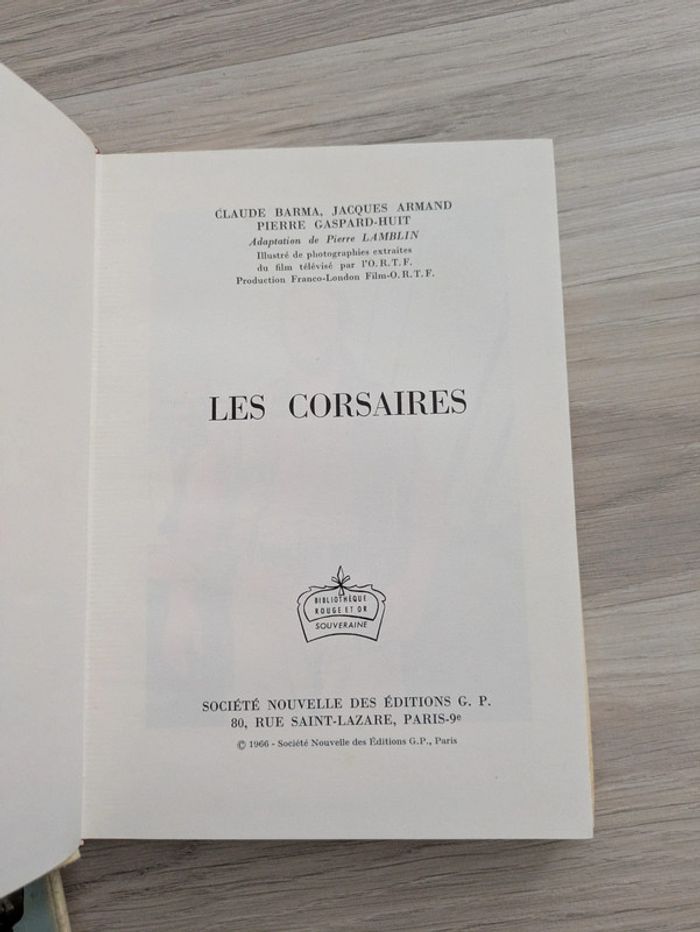 CLAUDE BARMA, JACQUES ARMAND
PIERRE GASPARD-HUIT
Adaptation de Pierre LAMBLIN
Illustré de photographies extraites
du film télévisé par l'O.R.T.F.
Production Franco-London Film-O.R.T.F.
LES CORSAIRES
BIBLIOTHÈQUE
ROUGE ET OR
SOUVERAINE
SOCIÉTÉ NOUVELLE DES ÉDITIONS G. P.
80, RUE SAINT-LAZARE, PARIS-9e
© 1966 - Société Nouvelle des Éditions G.P., Paris